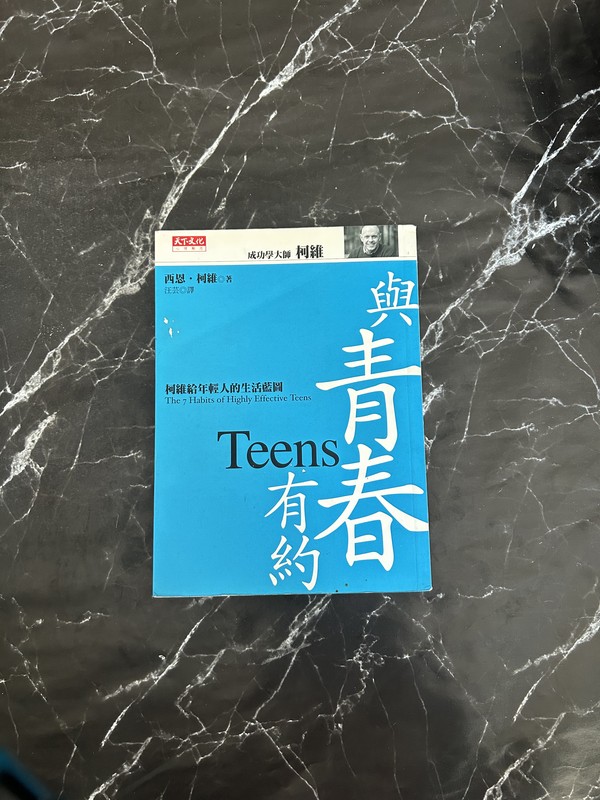 天下文化
成功學大師 柯維
西恩・柯維◎著
汪芸◎譯
與青春有約
柯維給年輕人的生活藍圖
The 7 Habits of Highly Effective Teens
Teens